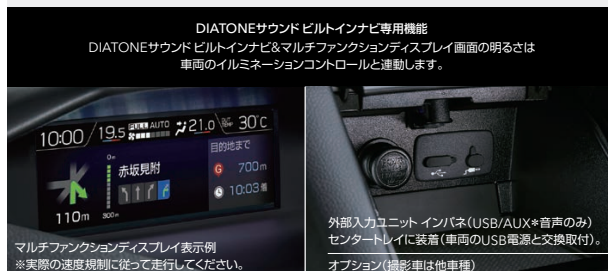 DIATONEサウンド ビルトインナビ専用機能
DIATONEサウンド ビルトインナビ&マルチファンクションディスプレイ画面の明るさは
車両のイルミネーションコントロールと連動します。
10:00 19.5 FULL AUTO 21.0 30℃
赤坂見附
目的地まで
0m
G 700m
10:03着
110m
300m
マルチファンクションディスプレイ表示例
※実際の速度規制に従って走行してください。
外部入力ユニット インパネ(USB/AUX*音声のみ)
センタートレイに装着(車両のUSB電源と交換取付)。
オプション(撮影車は他車種)